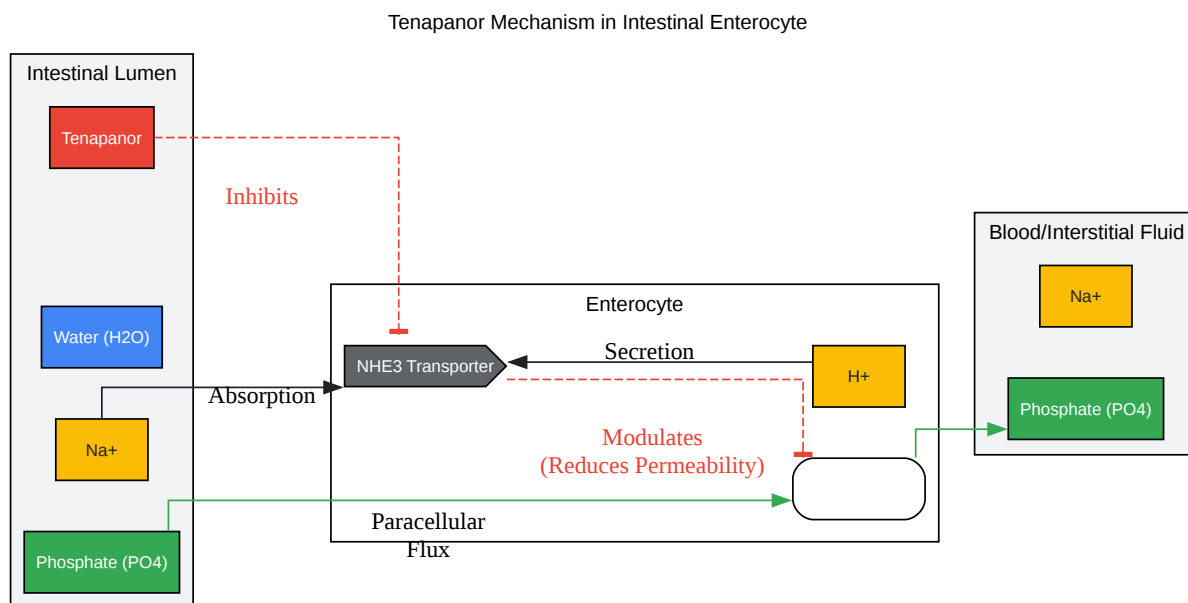 Tenapanor Mechanism in Intestinal Enterocyte
Intestinal Lumen
Tenapanor
Inhibits
Water (H2O)
Absorption
Na+
Phosphate (PO4)
Enterocyte
NHE3 Transporter
Secretion
H+
Modulates
(Reduces Permeability)
Paracellular
Flux
Blood/Interstitial Fluid
Na+
Phosphate (PO4)